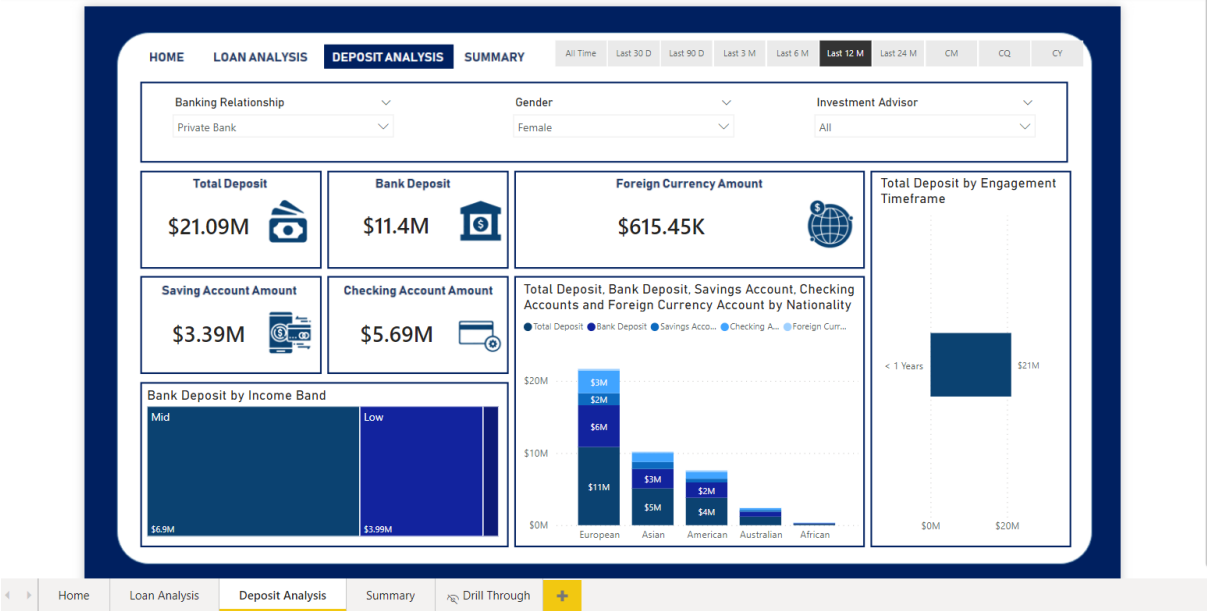 HOME LOAN ANALYSIS DEPOSIT ANALYSIS SUMMARY
All Time Last 30 D Last 90 D Last 3 M Last 6 M Last 12 M Last 24 M CM CQ CY
Banking Relationship Gender Investment Advisor
Private Bank Female All
Total Deposit
$21.09M
Bank Deposit
$11.4M
Foreign Currency Amount
$615.45K
Saving Account Amount
$3.39M
Checking Account Amount
$5.69M
Bank Deposit by Income Band
Mid
$6.9M
Low
$3.99M
Total Deposit, Bank Deposit, Savings Account, Checking
Accounts and Foreign Currency Account by Nationality
Total Deposit Bank Deposit Savings Acco... Checking A... Foreign Curr...
$20M
$10M
$0M
$3M
$2M
$6M
$11M
$3M
$5M
$2M
$4M
European Asian American Australian African
Total Deposit by Engagement
Timeframe
< 1 Years
$21M
$0M $20M
Home Loan Analysis Deposit Analysis Summary Drill Through +